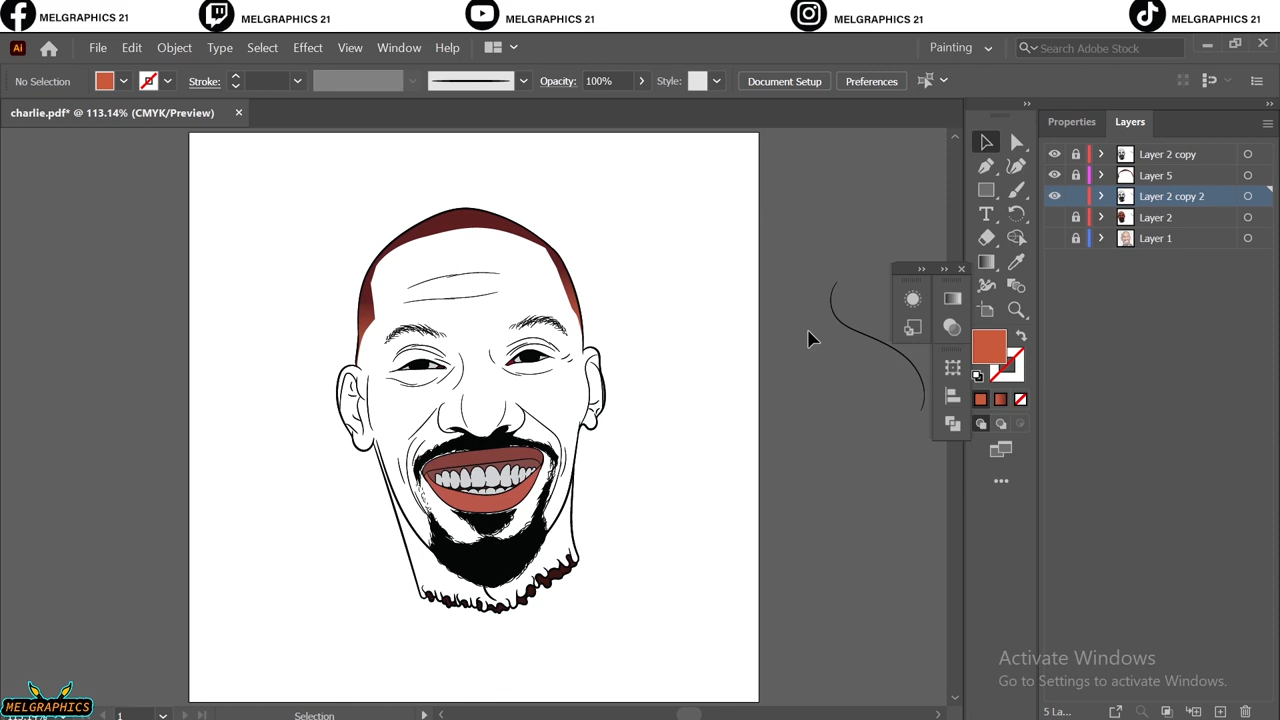 MELGRAPHICS 21 MELGRAPHICS 21 MELGRAPHICS 21 MELGRAPHICS 21 MELGRAPHICS 21
Ai File Edit Object Type Select Effect View Window Help Painting Search Adobe Stock
No Selection Stroke: Opacity: 100% Style: Document Setup Preferences
charlie.pdf* @ 113.14% (CMYK/Preview)
Properties Layers
Layer 2 copy
Layer 5
Layer 2 copy 2
Layer 2
Layer 1
Activate Windows
Go to Settings to activate Windows.
MELGRAPHICS
1 Selection 5 La...